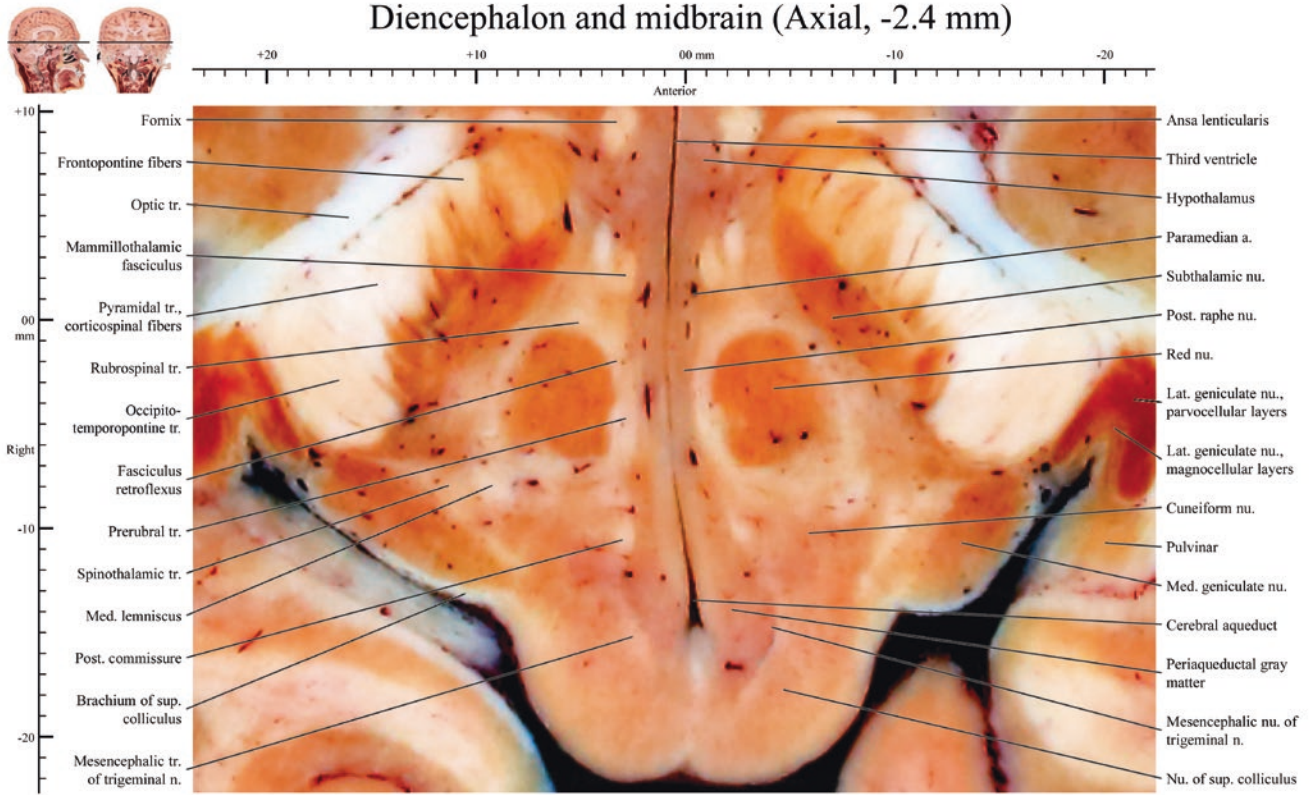 Diencephalon and midbrain (Axial, -2.4 mm)
+20
+10
00 mm
-10
-20
Anterior
+10
00
mm
Right
-10
-20
Fornix
Frontopontine fibers
Optic tr.
Mammillothalamic
fasciculus
Pyramidal tr.,
corticospinal fibers
Rubrospinal tr.
Occipito-
temporopontine tr.
Fasciculus
retroflexus
Prerubral tr.
Spinothalamic tr.
Med. lemniscus
Post. commissure
Brachium of sup.
colliculus
Mesencephalic tr.
of trigeminal n.
Ansa lenticularis
Third ventricle
Hypothalamus
Paramedian a.
Subthalamic nu.
Post. raphe nu.
Red nu.
Lat. geniculate nu.,
parvocellular layers
Lat. geniculate nu.,
magnocellular layers
Cuneiform nu.
Pulvinar
Med. geniculate nu.
Cerebral aqueduct
Periaqueductal gray
matter
Mesencephalic nu. of
trigeminal n.
Nu. of sup. colliculus